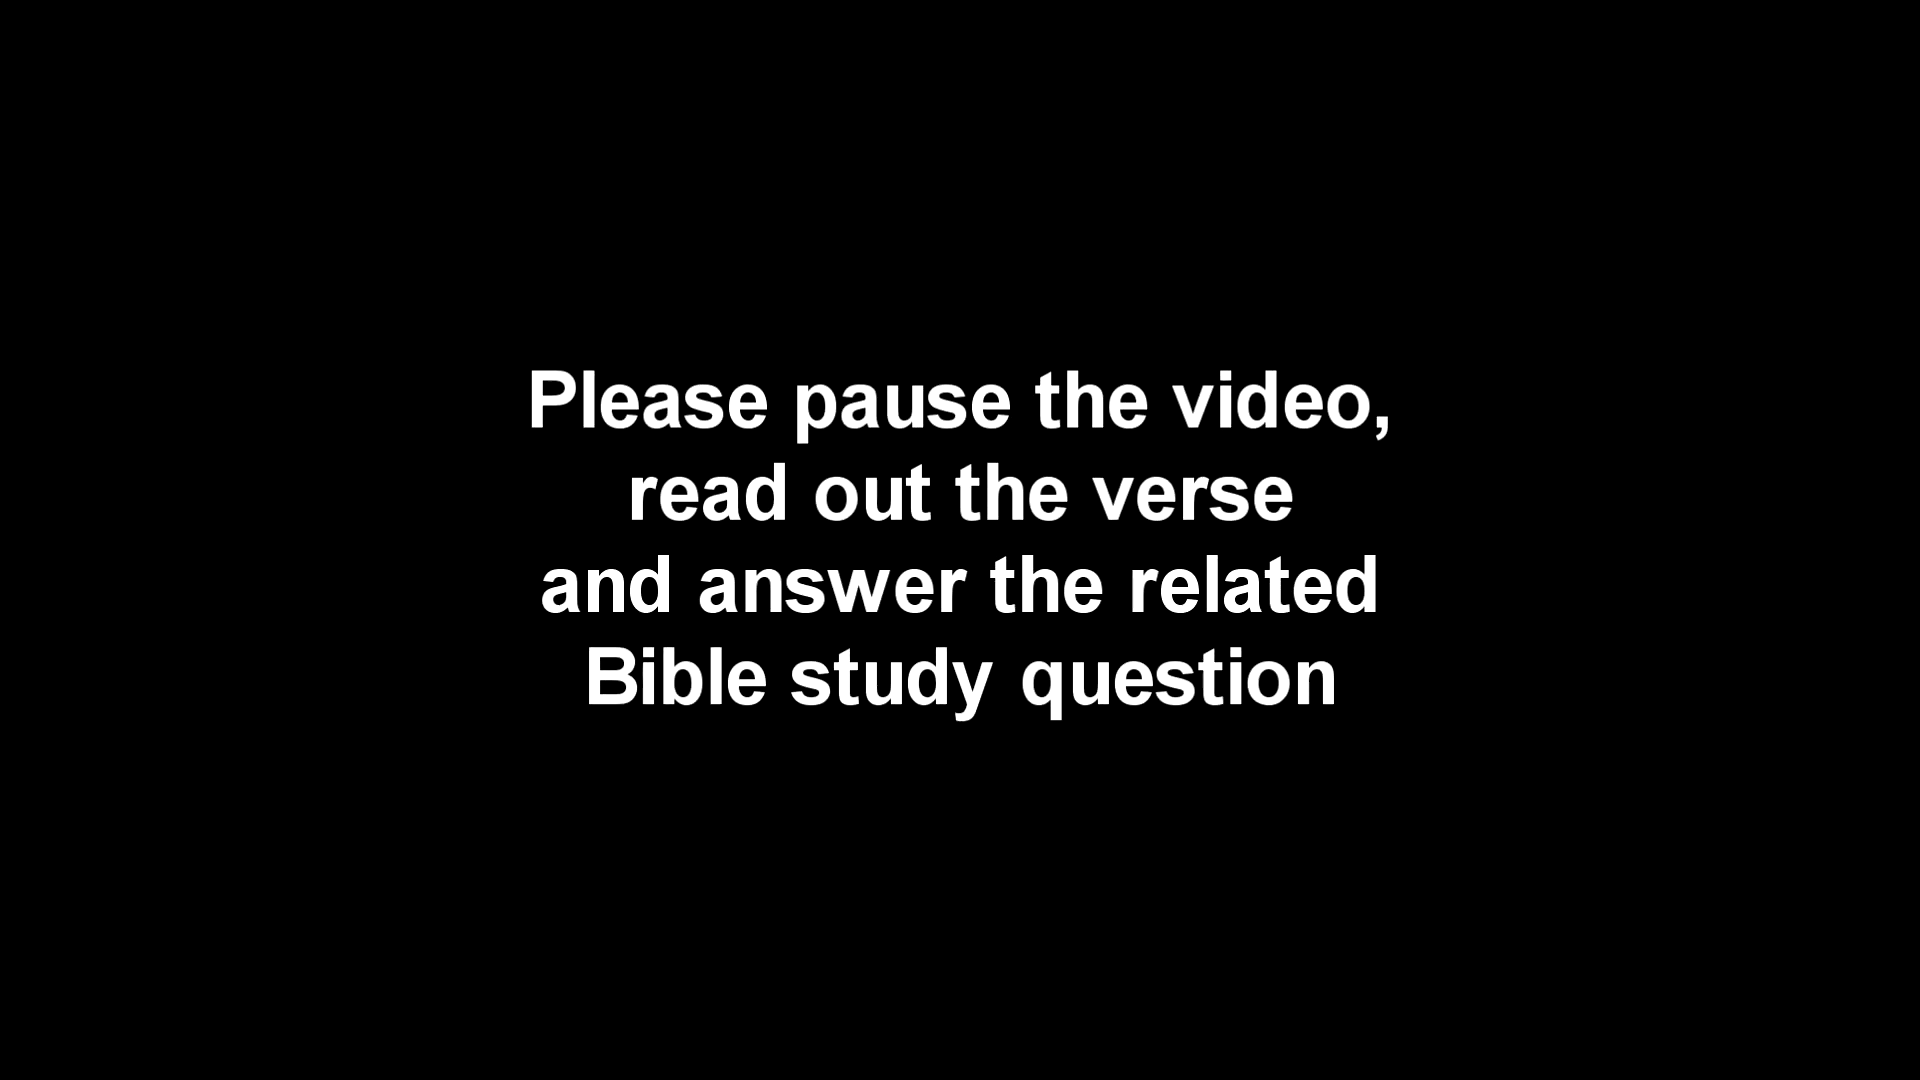 Please pause the video,
read out the verse
and answer the related
Bible study question